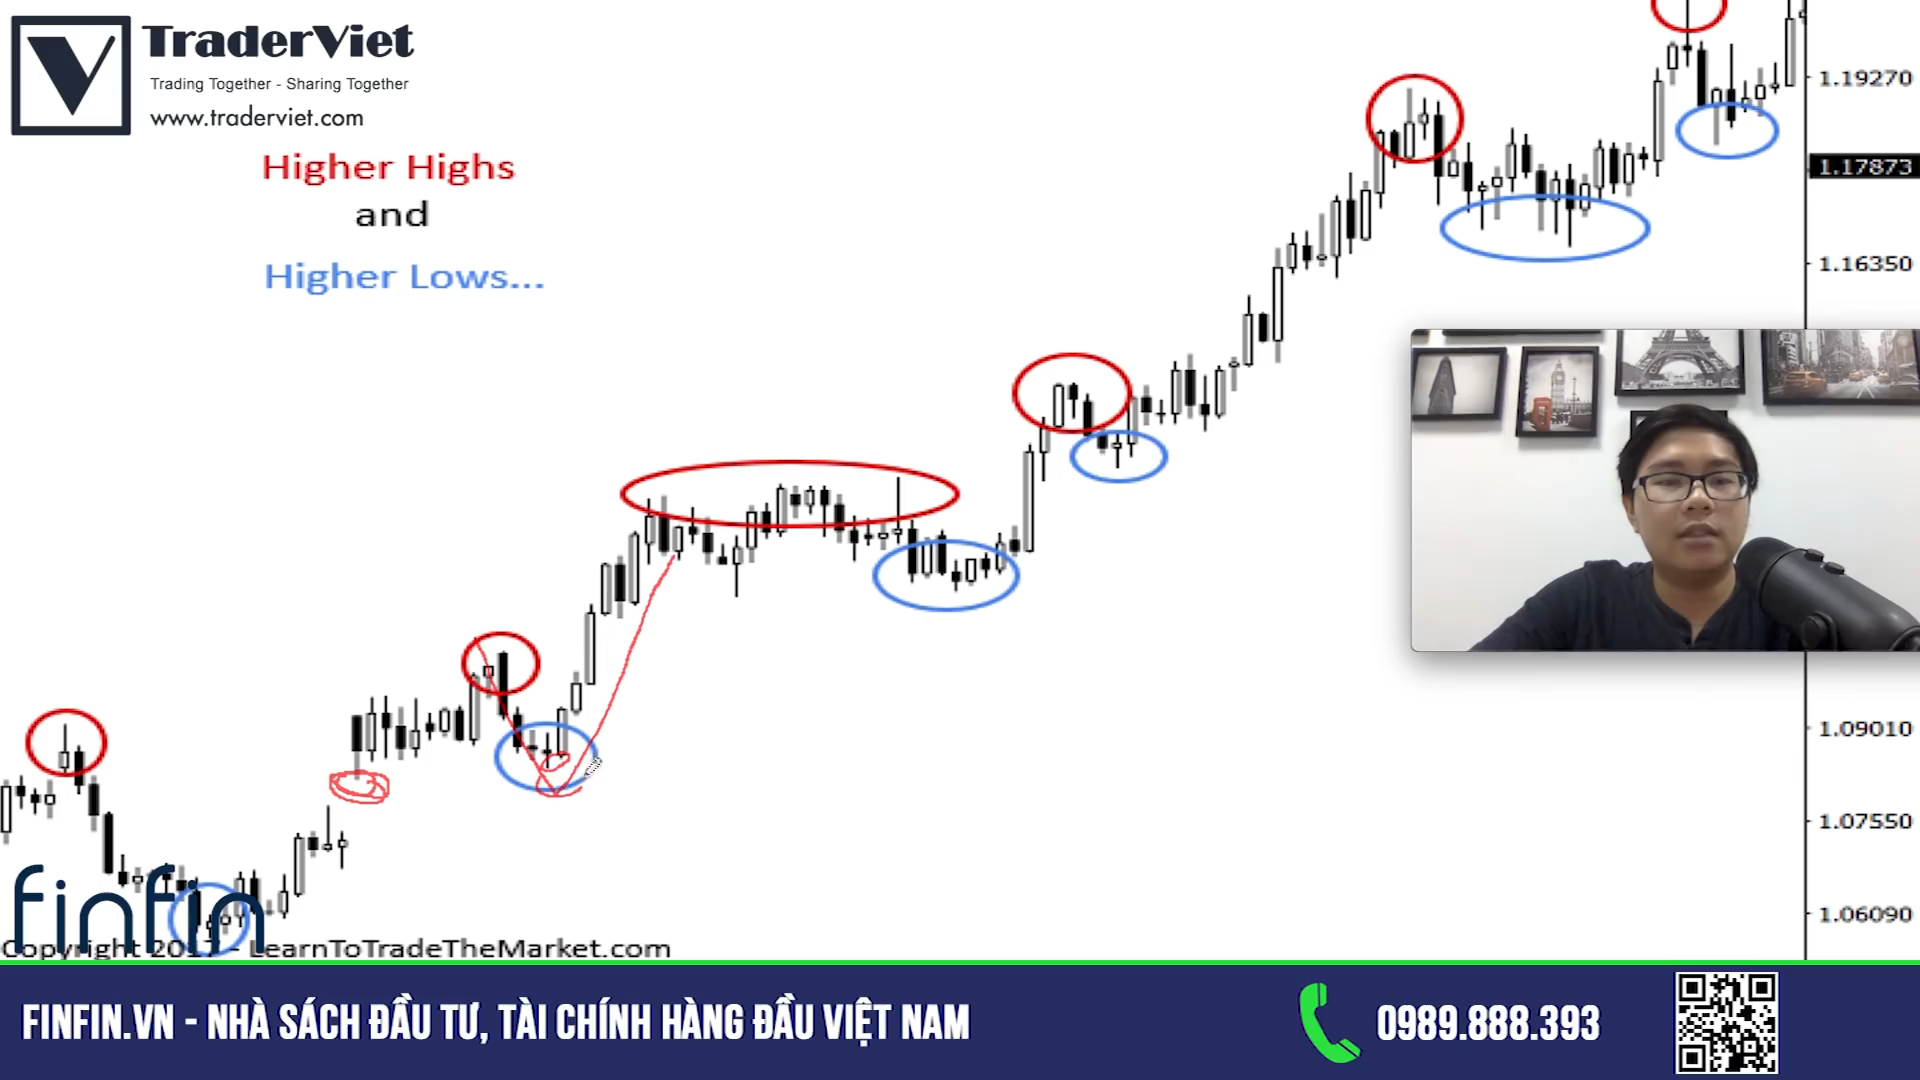 TraderViet
Trading Together - Sharing Together
www.traderviet.com
Higher Highs
and
Higher Lows...
1.19270
1.17873
1.16350
1.09010
1.07550
1.06090
finfin
Copyright 2017 - LearnToTradeTheMarket.com
FINFIN.VN - NHÀ SÁCH ĐẦU TƯ, TÀI CHÍNH HÀNG ĐẦU VIỆT NAM
0989.888.393